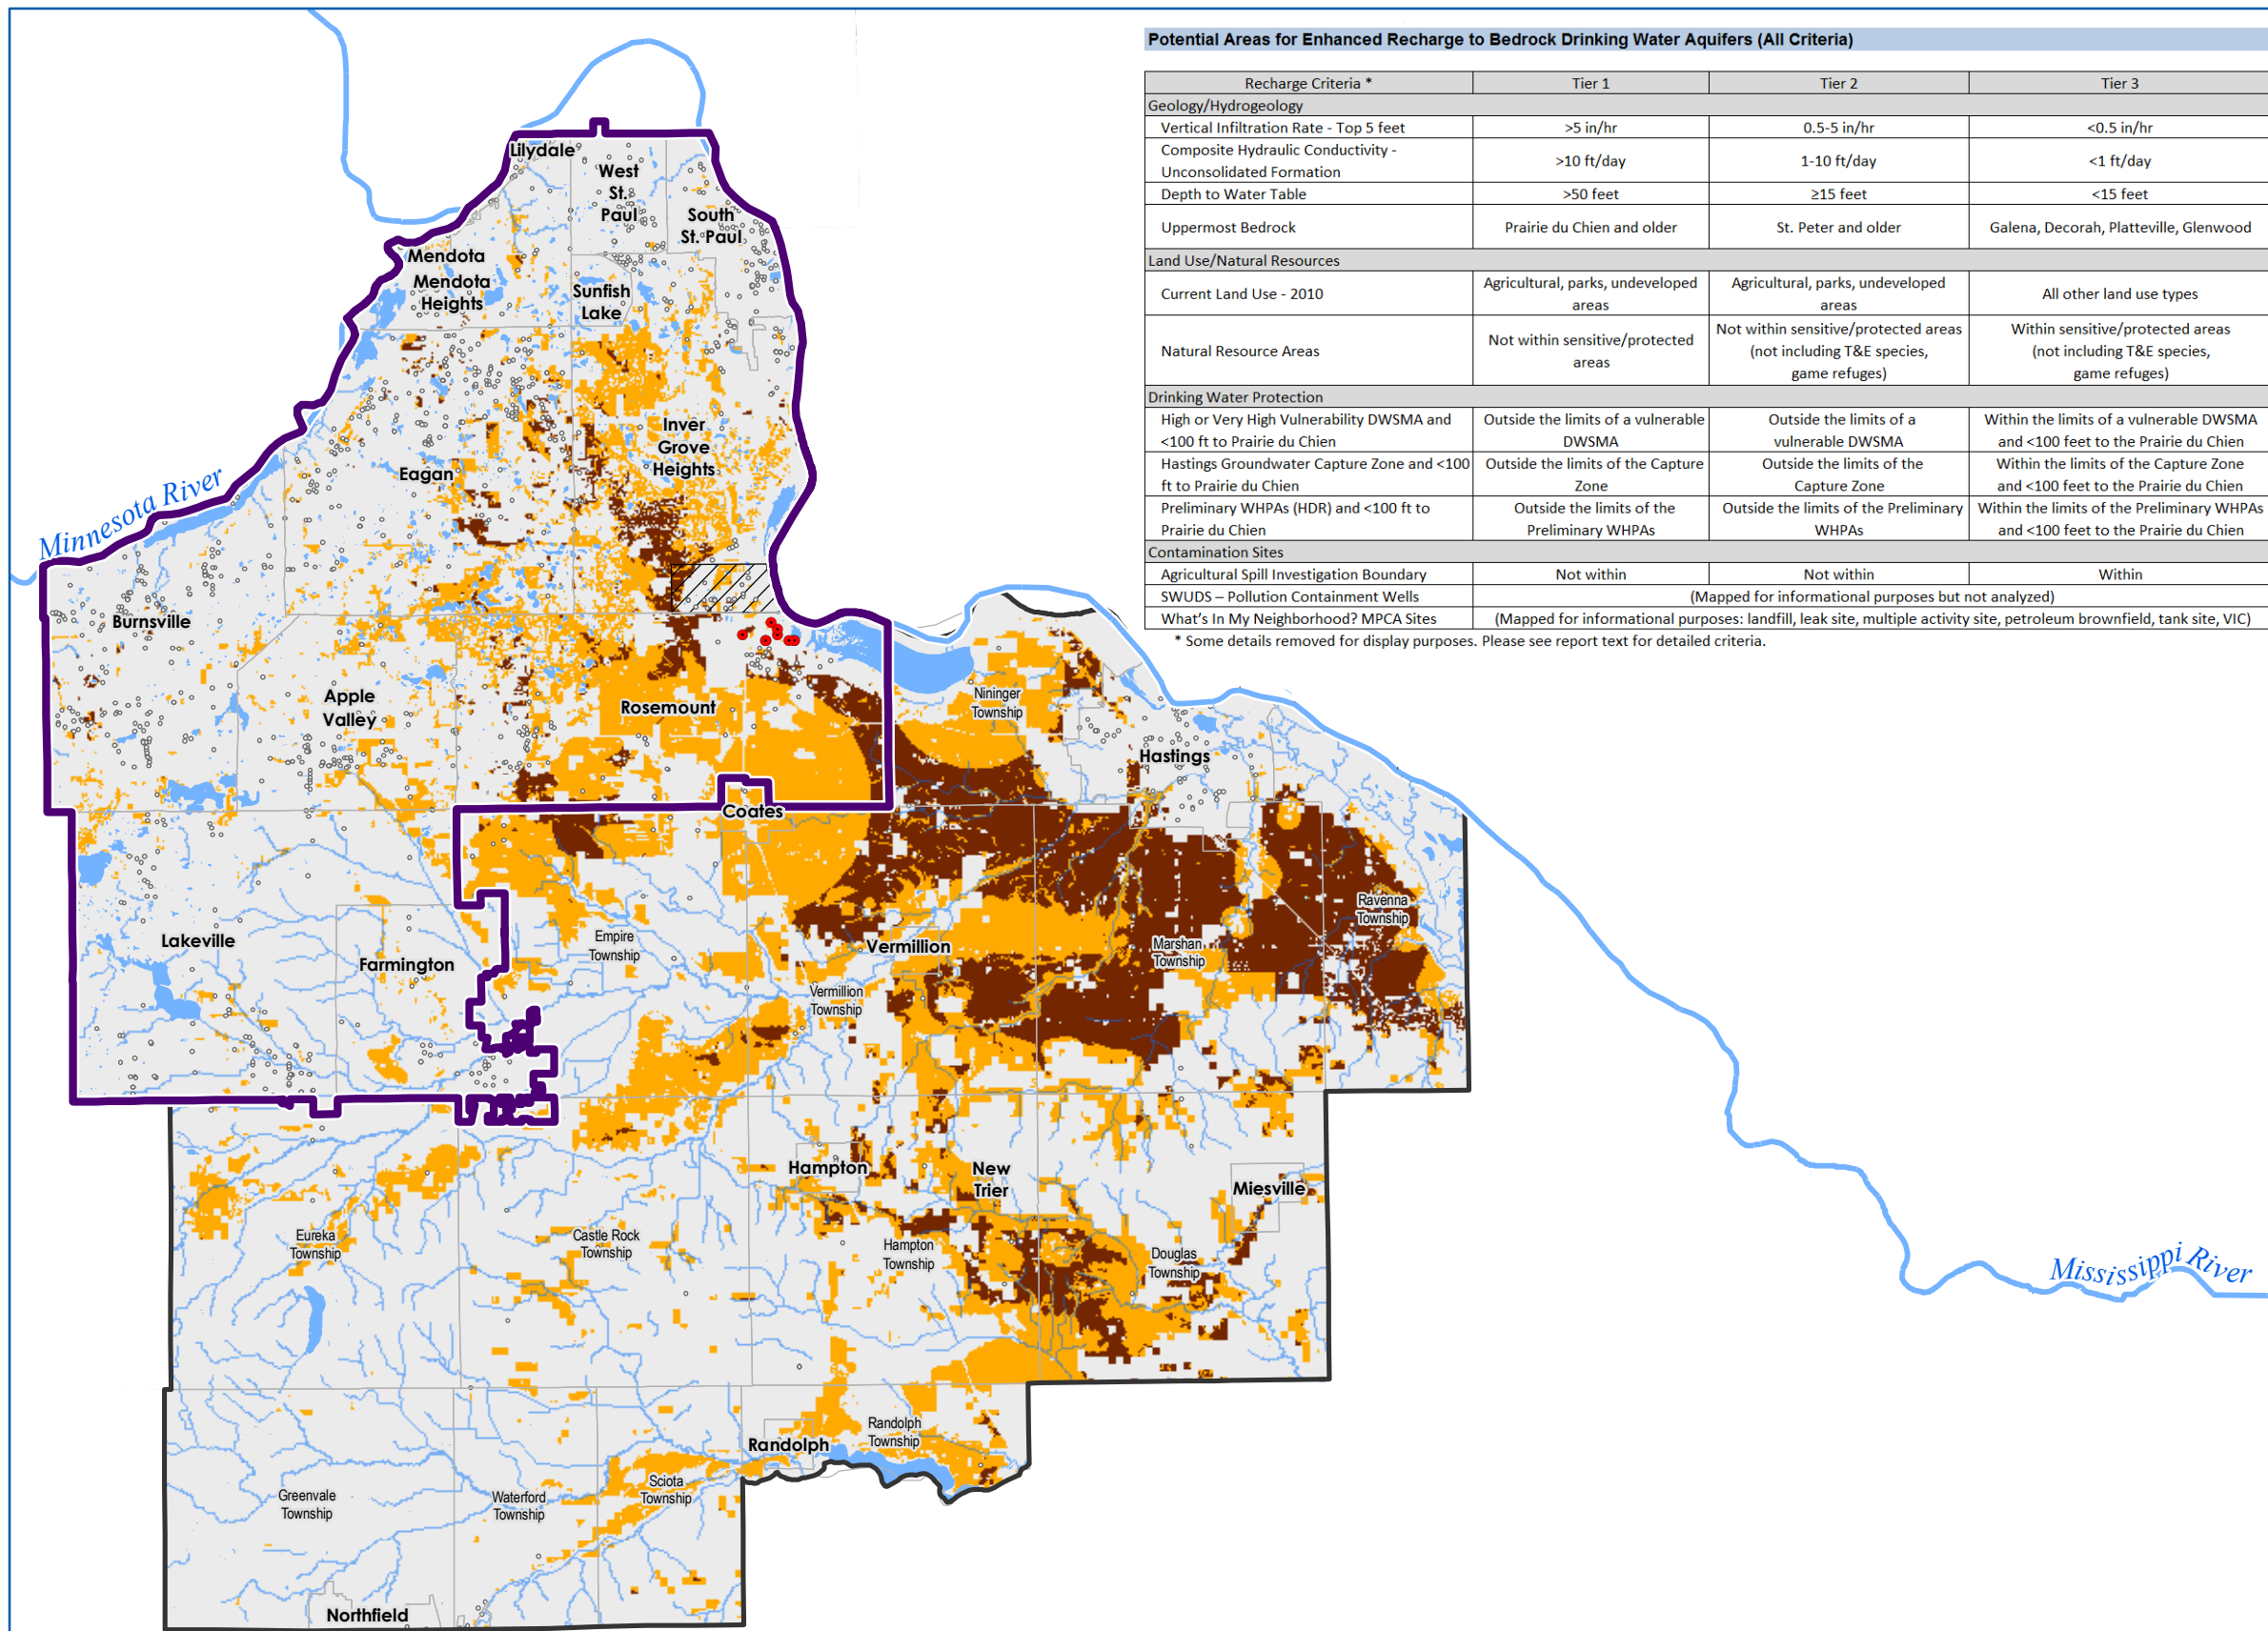 Potential Areas for Enhanced Recharge to Bedrock Drinking Water Aquifers (All Criteria)
Recharge Criteria * Tier 1 Tier 2 Tier 3
Geology/Hydrogeology
Vertical Infiltration Rate - Top 5 feet >5 in/hr 0.5-5 in/hr <0.5 in/hr
Composite Hydraulic Conductivity -
Unconsolidated Formation >10 ft/day 1-10 ft/day <1 ft/day
Depth to Water Table >50 feet ≥15 feet <15 feet
Uppermost Bedrock Prairie du Chien and older St. Peter and older Galena, Decorah, Platteville, Glenwood
Land Use/Natural Resources
Current Land Use - 2010 Agricultural, parks, undeveloped Agricultural, parks, undeveloped All other land use types
areas areas
Natural Resource Areas Not within sensitive/protected Not within sensitive/protected areas Within sensitive/protected areas
areas (not including T&E species, (not including T&E species,
game refuges) game refuges)
Drinking Water Protection
High or Very High Vulnerability DWSMA and Outside the limits of a vulnerable Outside the limits of a Within the limits of a vulnerable DWSMA
<100 ft to Prairie du Chien DWSMA vulnerable DWSMA and <100 feet to the Prairie du Chien
Hastings Groundwater Capture Zone and <100 Outside the limits of the Capture Outside the limits of the Within the limits of the Capture Zone
ft to Prairie du Chien Zone Capture Zone and <100 feet to the Prairie du Chien
Preliminary WHPAs (HDR) and <100 ft to Outside the limits of the Outside the limits of the Preliminary Within the limits of the Preliminary WHPAs
Prairie du Chien Preliminary WHPAs WHPAs and <100 feet to the Prairie du Chien
Contamination Sites
Agricultural Spill Investigation Boundary Not within Not within Within
SWUDS – Pollution Containment Wells (Mapped for informational purposes but not analyzed)
What's In My Neighborhood? MPCA Sites (Mapped for informational purposes: landfill, leak site, multiple activity site, petroleum brownfield, tank site, VIC)
* Some details removed for display purposes. Please see report text for detailed criteria.
Lilydale
West
St.
Paul
South
St. Paul
Mendota
Mendota
Heights
Sunfish
Lake
Inver
Grove
Heights
Eagan
Minnesota River
Burnsville
Apple
Valley
Rosemount
Nininger
Township
Hastings
Coates
Ravenna
Township
Lakeville
Farmington
Empire
Township
Vermillion
Marshan
Township
Vermillion
Township
Hampton
New
Trier
Miesville
Eureka
Township
Castle Rock
Township
Hampton
Township
Douglas
Township
Mississippi River
Randolph
Randolph
Township
Greenvale
Township
Waterford
Township
Sciota
Township
Northfield